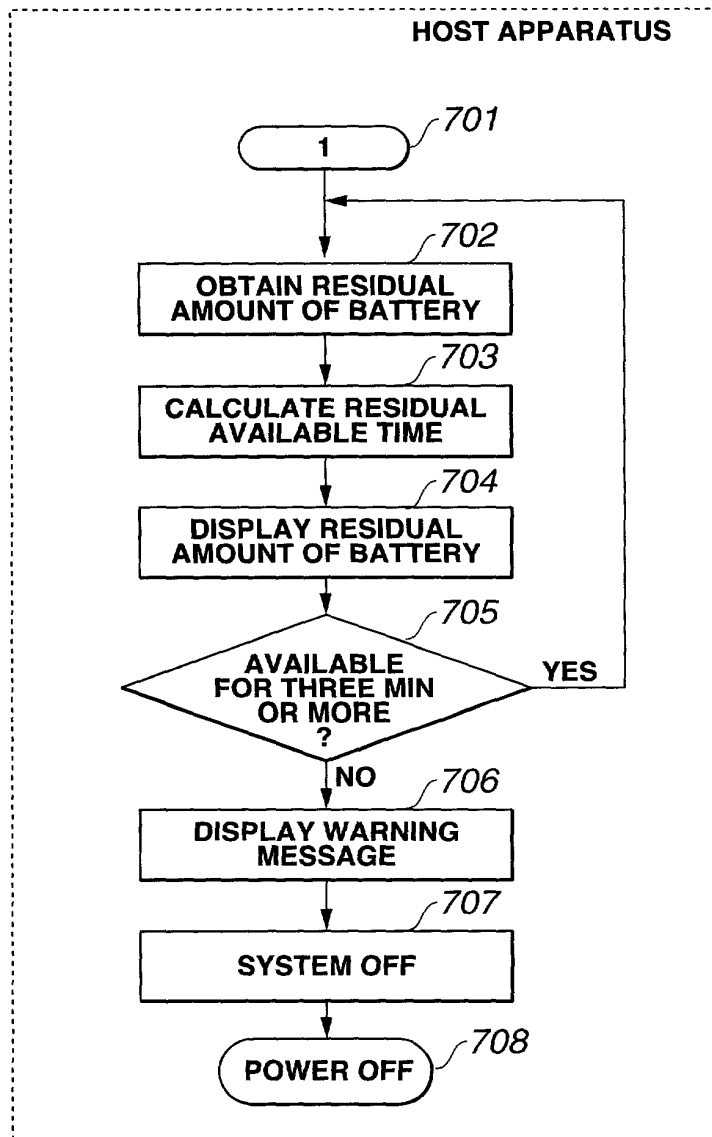 HOST APPARATUS
701
1
702
OBTAIN RESIDUAL
AMOUNT OF BATTERY
703
CALCULATE RESIDUAL
AVAILABLE TIME
704
DISPLAY RESIDUAL
AMOUNT OF BATTERY
705
AVAILABLE
FOR THREE MIN
OR MORE
?
YES
NO
706
DISPLAY WARNING
MESSAGE
707
SYSTEM OFF
708
POWER OFF